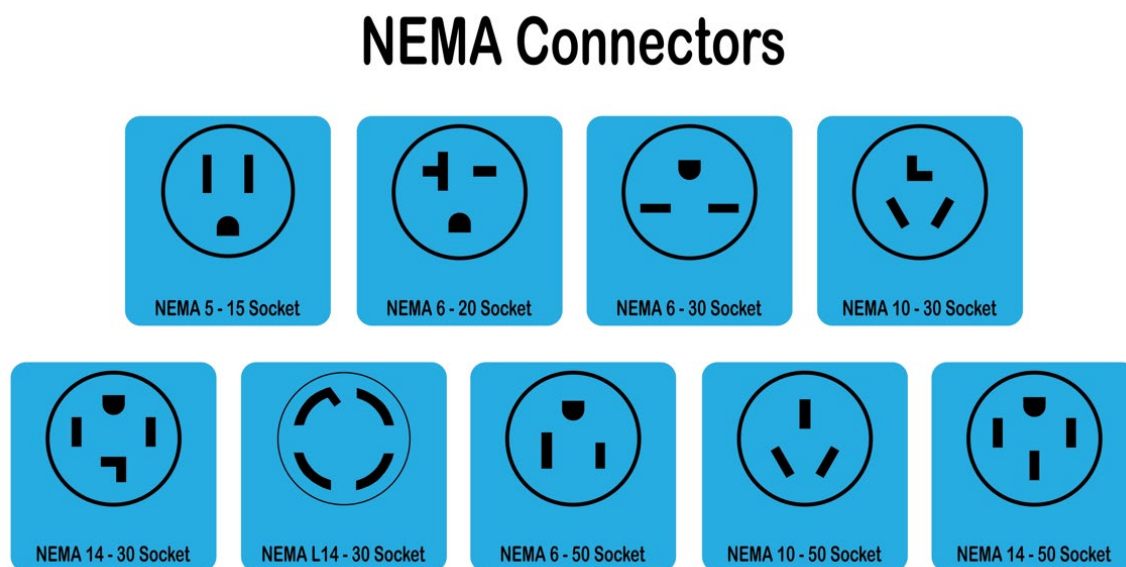 NEMA Connectors
NEMA 5 - 15 Socket
NEMA 6 - 20 Socket
NEMA 6 - 30 Socket
NEMA 10 - 30 Socket
NEMA 14 - 30 Socket
NEMA L14 - 30 Socket
NEMA 6 - 50 Socket
NEMA 10 - 50 Socket
NEMA 14 - 50 Socket